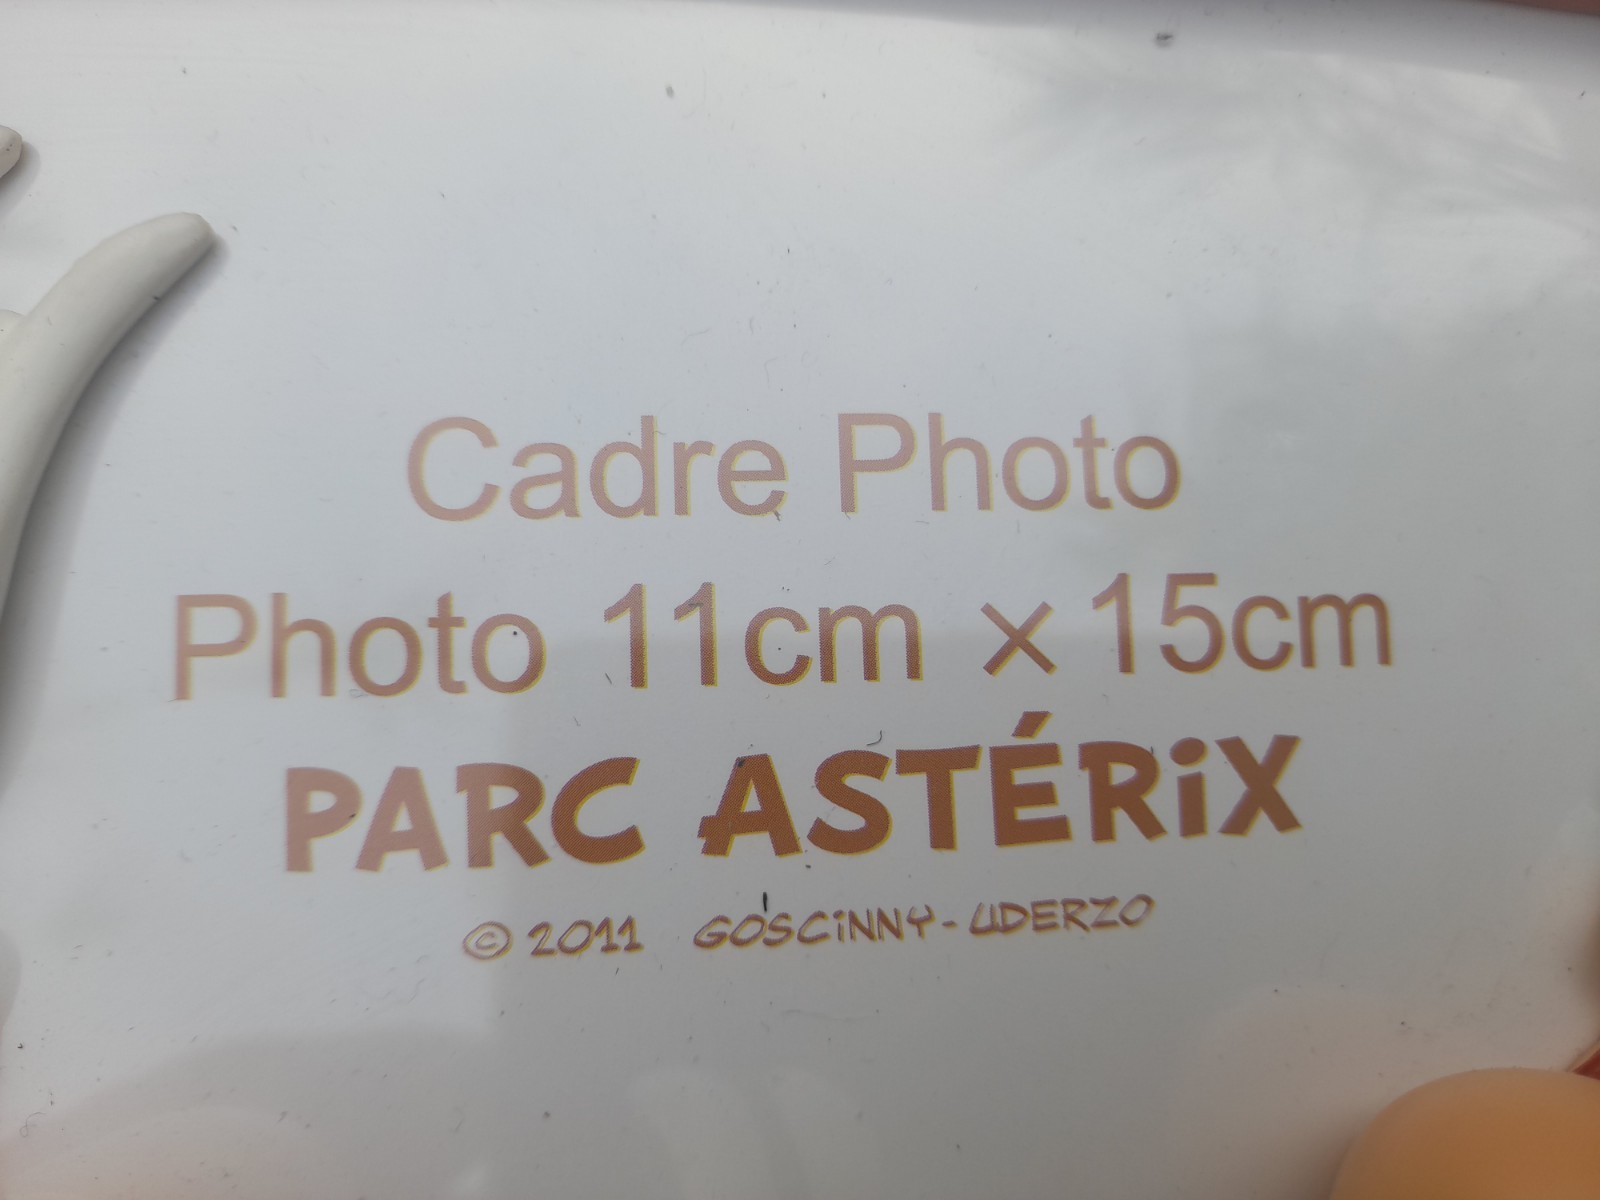 Cadre Photo
Photo 11cm x 15cm
PARC ASTÉRiX
© 2011 GOSCiNNY-UDERZO